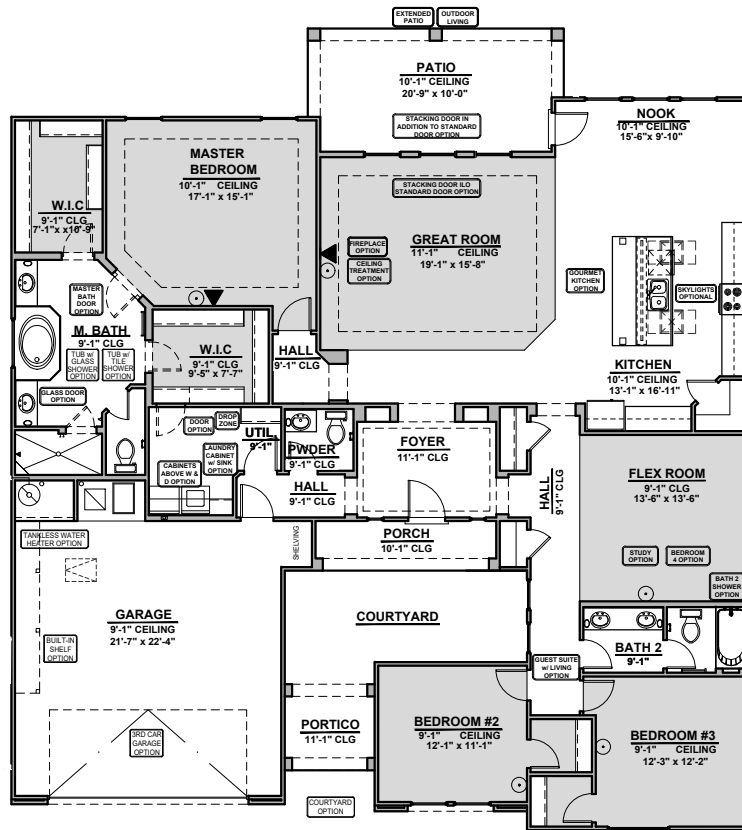 EXTENDED
PATIO
OUTDOOR
LIVING
PATIO
10'-1" CEILING
20'-9" x 10'-0"
STACKING DOOR IN
ADDITION TO STANDARD
DOOR OPTION
NOOK
10'-1" CEILING
15'-6"x 9'-10"
MASTER
BEDROOM
10'-1" CEILING
17'-1" x 15'-1"
STACKING DOOR ILO
STANDARD DOOR OPTION
W.I.C
9'-1" CLG
GREAT ROOM
11'-1" CEILING
19'-1" x 15'-8"
FIREPLACE
OPTION
CEILING
TREATMENT
OPTION
GOURMET
KITCHEN
OPTION
SKYLIGHTS
OPTIONAL
MASTER
BATH
DOOR
OPTION
M. BATH
9'-1" CLG
TUB w/
GLASS
SHOWER
OPTION
TUB w/
TILE
SHOWER
OPTION
W.I.C
9'-1" CLG
9'-5" x 7'-7"
HALL
9'-1" CLG
KITCHEN
10'-1" CEILING
13'-1" x 16'-11"
GLASS DOOR
OPTION
DOOR
OPTION
DROP
ZONE
UTIL
9'-1"
LAUNDRY
CABINET
w/ SINK
OPTION
CABINETS
ABOVE W &
D OPTION
PWDER
9'-1" CLG
FOYER
11'-1" CLG
HALL
9'-1" CLG
HALL
9'-1" CLG
FLEX ROOM
9'-1" CLG
13'-6" x 13'-6"
TANKLESS WATER
HEATER OPTION
SHELVING
PORCH
10'-1" CLG
STUDY
OPTION
BEDROOM
4 OPTION
BATH 2
SHOWER
OPTION
GARAGE
9'-1" CEILING
21'-7" x 22'-4"
COURTYARD
BUILT-IN
SHELF
OPTION
BATH 2
9'-1"
GUEST SUITE
w/ LIVING
OPTION
PORTICO
11'-1" CLG
BEDROOM #2
9'-1" CEILING
12'-1" x 11'-1"
BEDROOM #3
9'-1" CEILING
12'-3" x 12'-2"
3RD CAR
GARAGE
OPTION
COURTYARD
OPTION